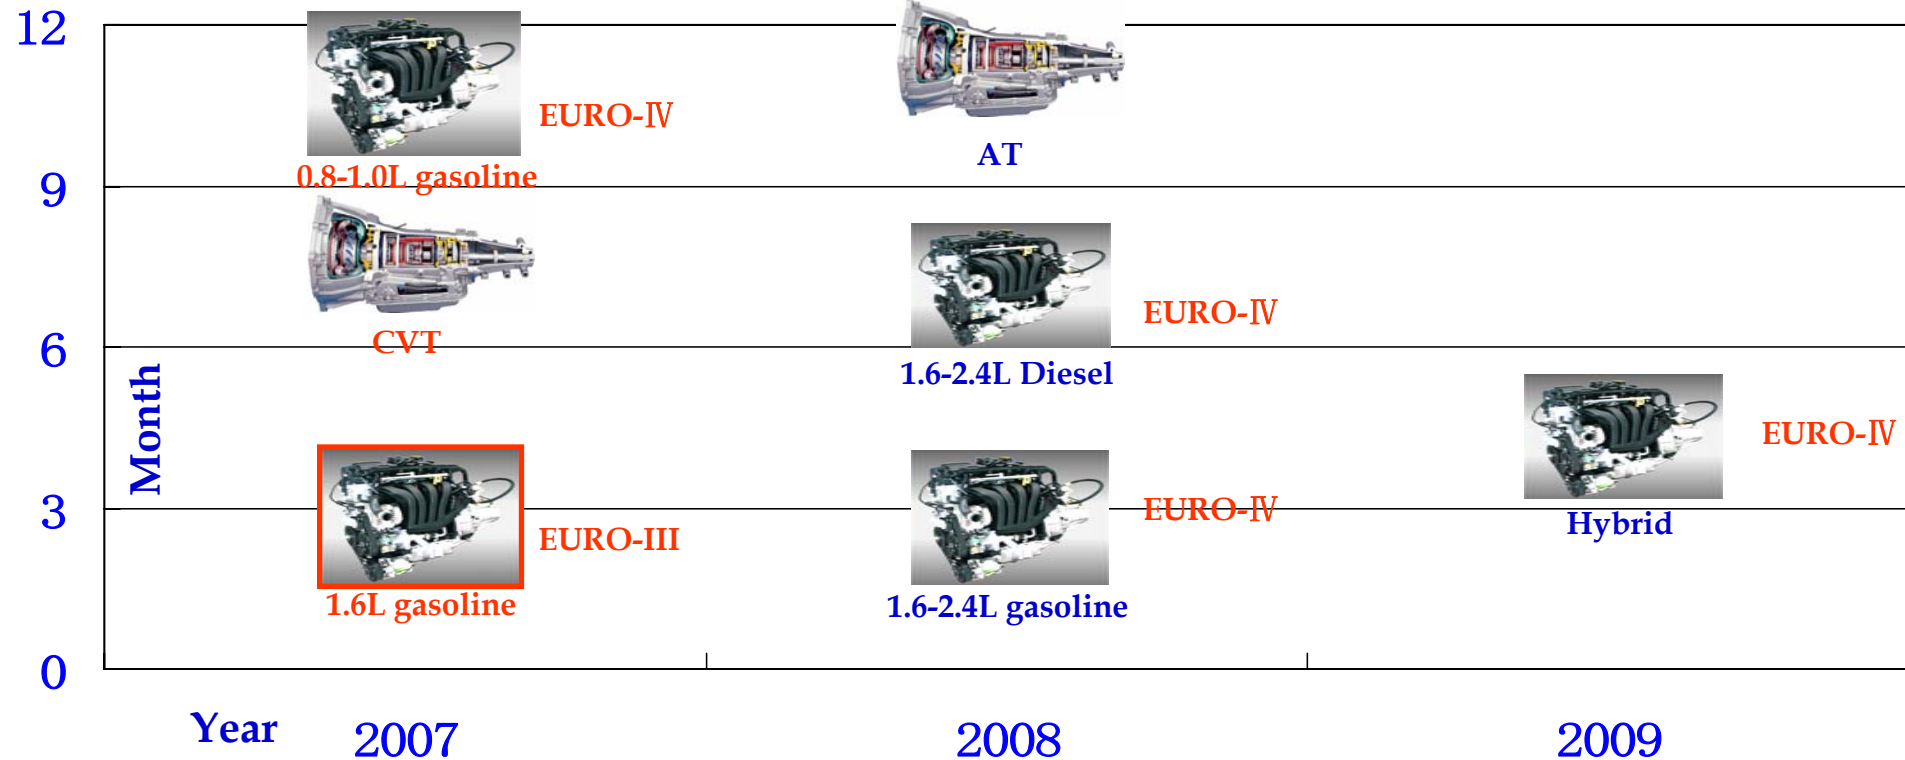 12
EURO-Ⅳ
AT
0.8-1.0L gasoline
9
EURO-Ⅳ
CVT
6
1.6-2.4L Diesel
Month
EURO-Ⅳ
3
EURO-Ⅳ
Hybrid
EURO-III
1.6L gasoline
1.6-2.4L gasoline
0
Year
2007
2008
2009